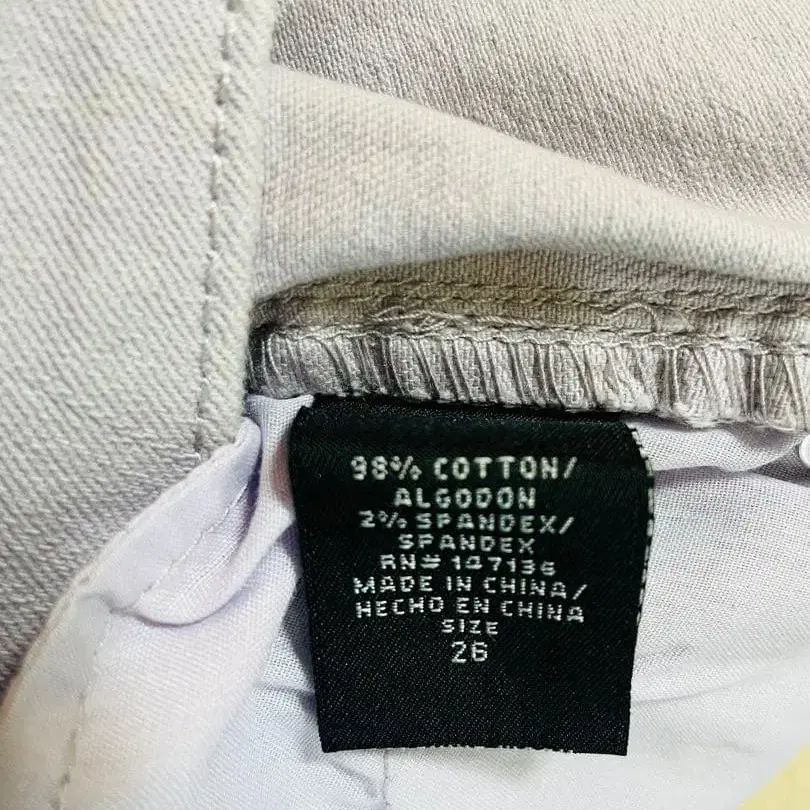 98% COTTON/
ALGODON
2% SPANDEX/
SPANDEX
RN# 147136
MADE IN CHINA/
HECHO EN CHINA
SIZE
26